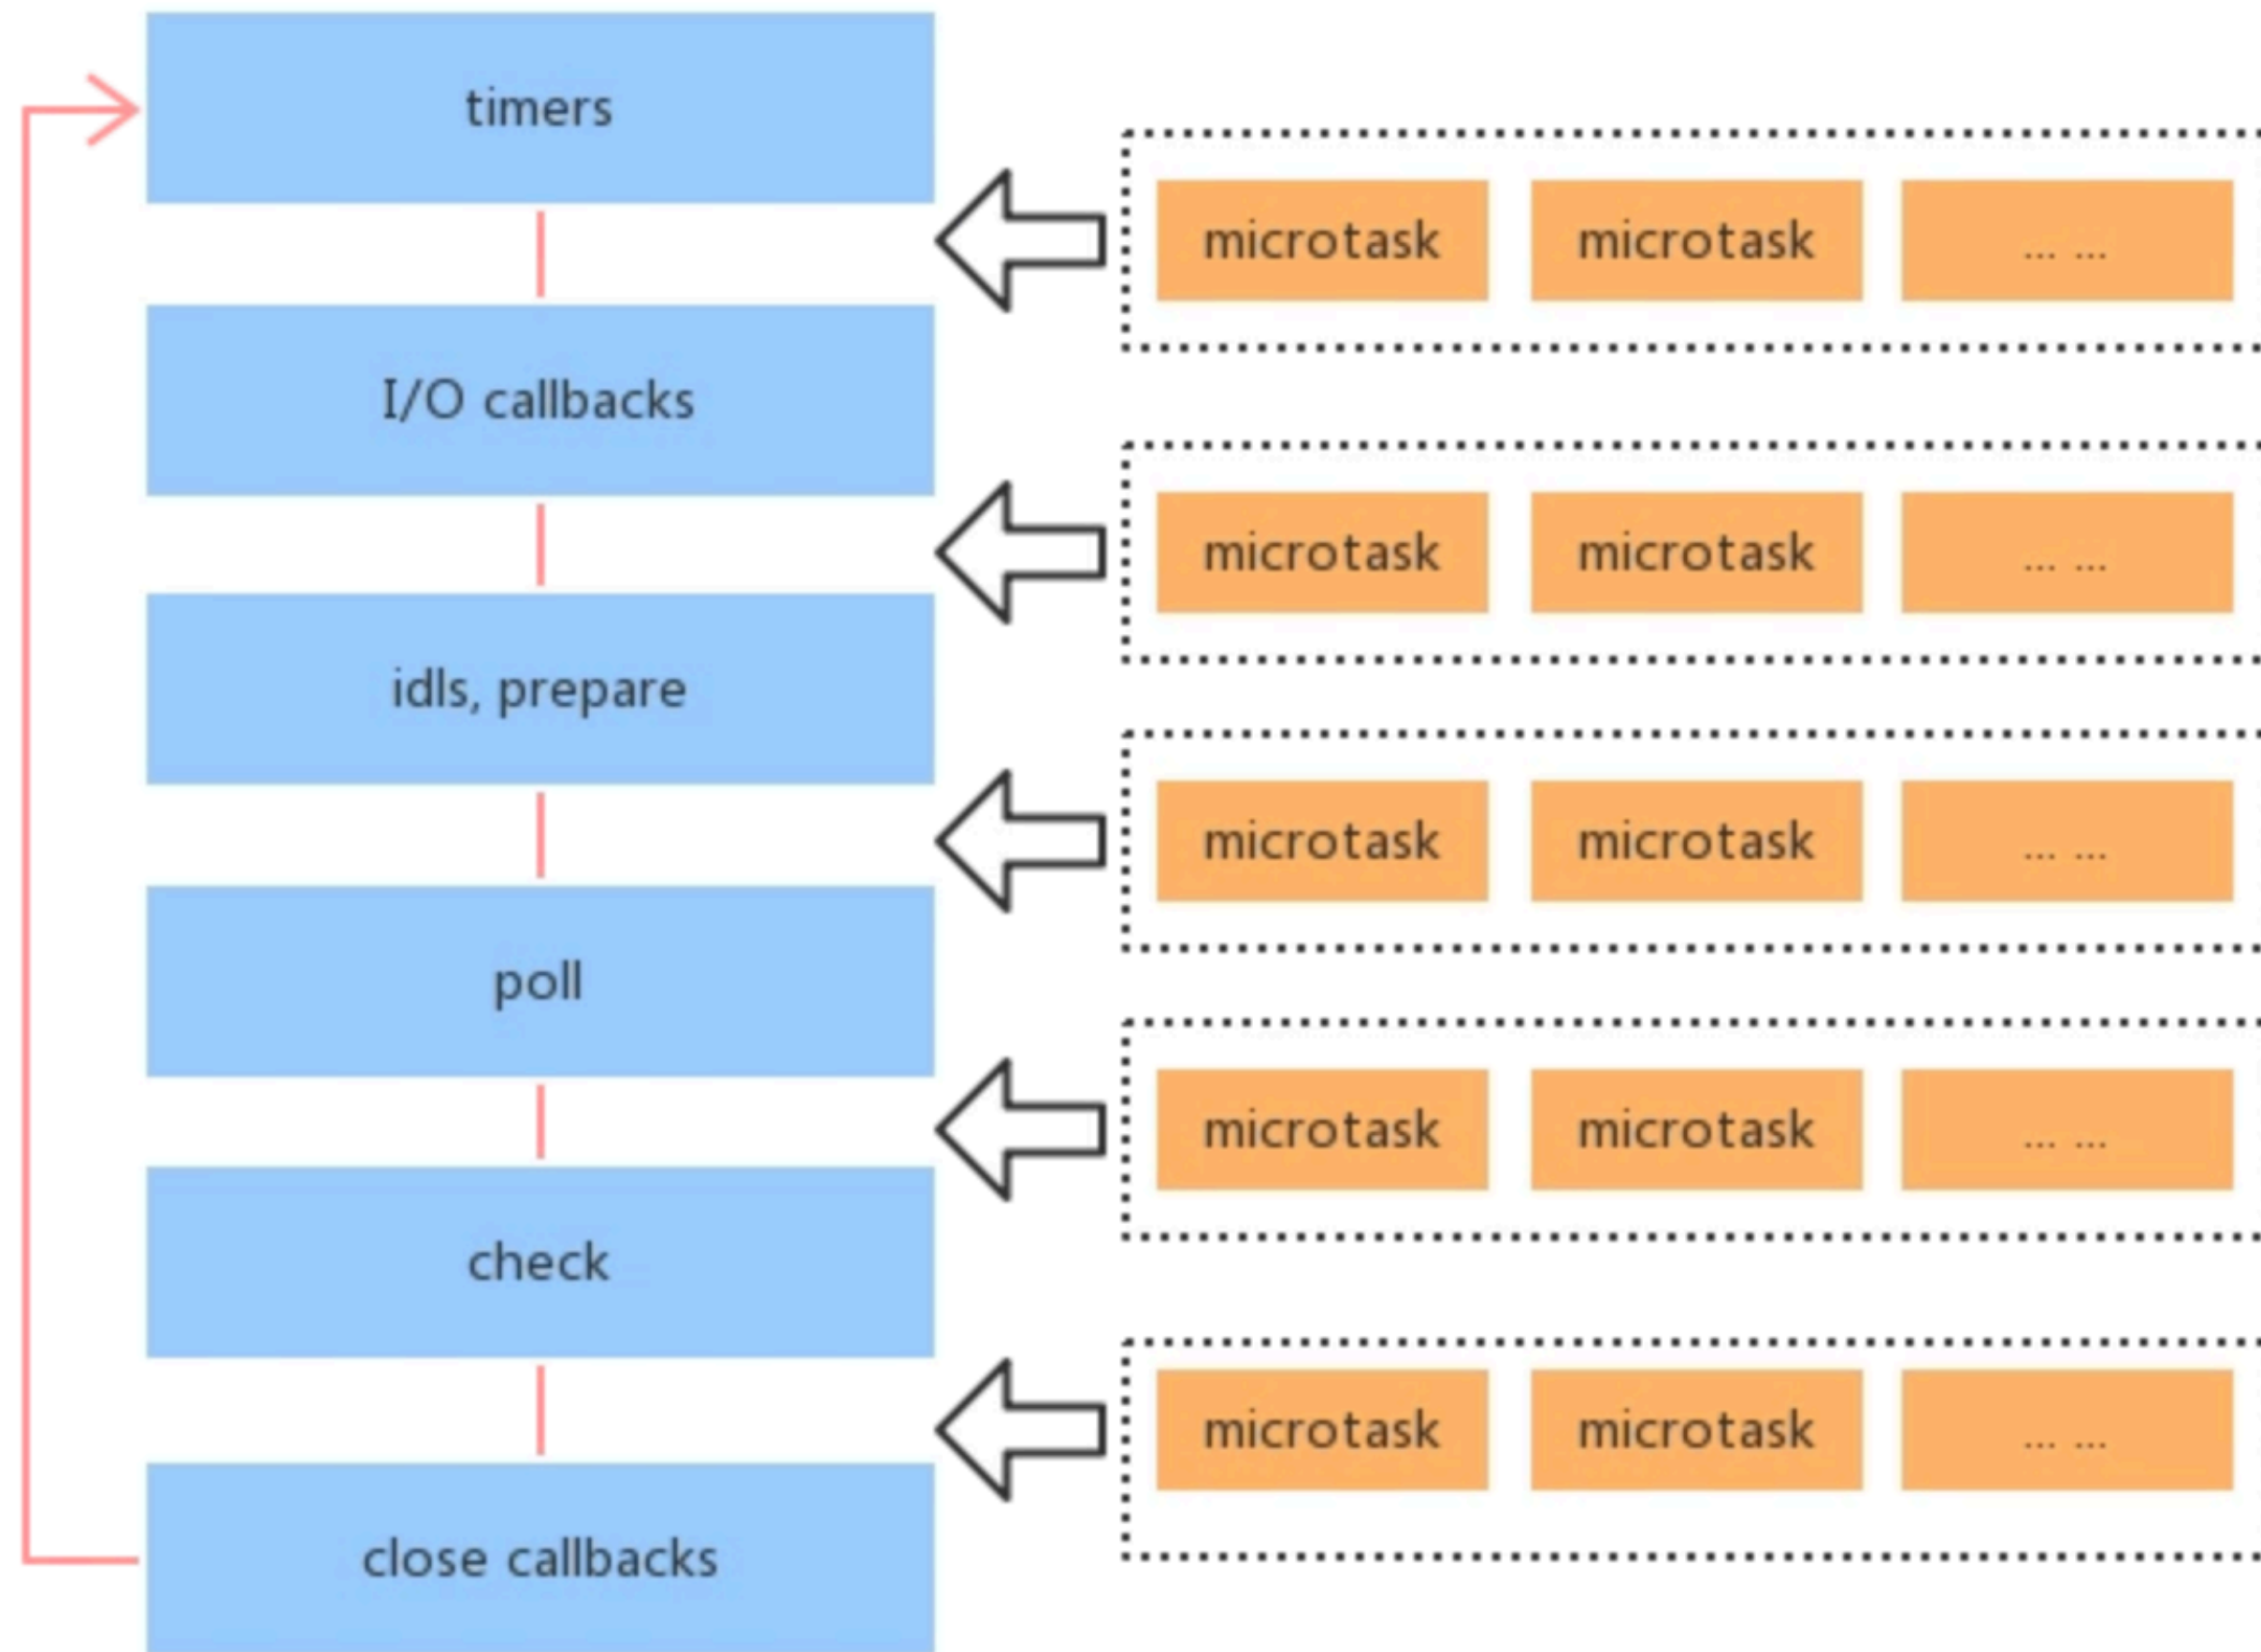 timers
microtask microtask ... ...
I/O callbacks
microtask microtask ... ...
idls, prepare
microtask microtask ... ...
poll
microtask microtask ... ...
check
microtask microtask ... ...
close callbacks